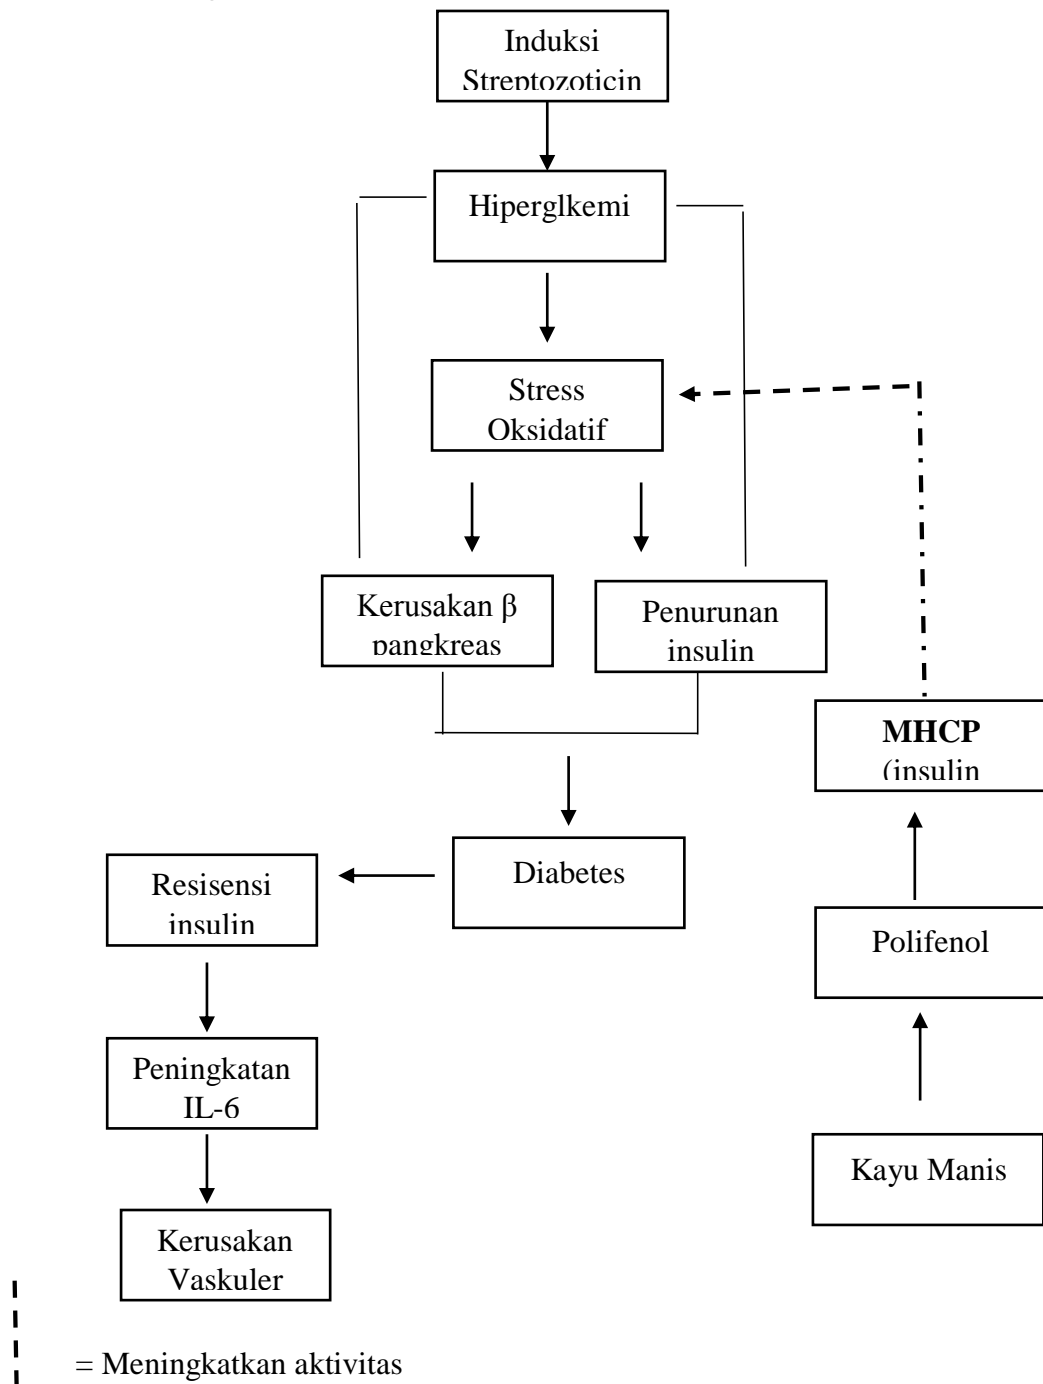 Induksi
Streptozoticin
Hiperglkemi
Stress
Oksidatif
Kerusakan β
pangkreas
Penurunan
insulin
MHCP
(insulin
Diabetes
Resisensi
insulin
Polifenol
Peningkatan
IL-6
Kayu Manis
Kerusakan
Vaskuler
= Meningkatkan aktivitas